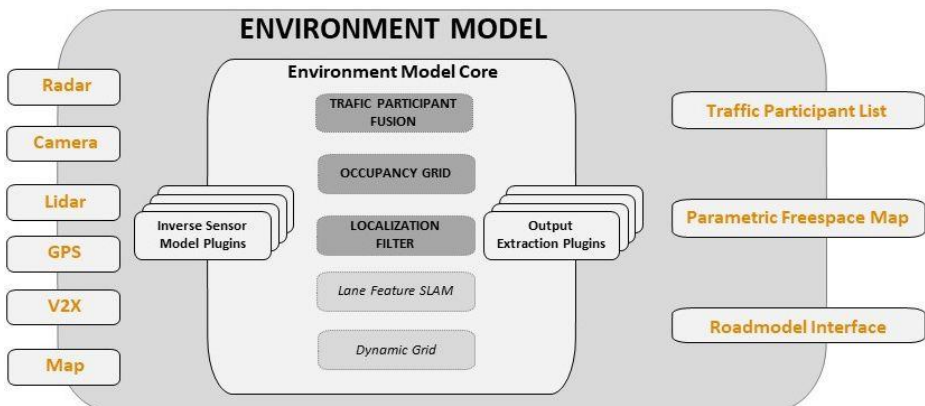 ENVIRONMENT MODEL
Environment Model Core
Radar
Camera
Lidar
GPS
V2X
Map
Inverse Sensor
Model Plugins
TRAFIC PARTICIPANT
FUSION
OCCUPANCY GRID
LOCALIZATION
FILTER
Lane Feature SLAM
Dynamic Grid
Output
Extraction Plugins
Traffic Participant List
Parametric Freespace Map
Roadmodel Interface